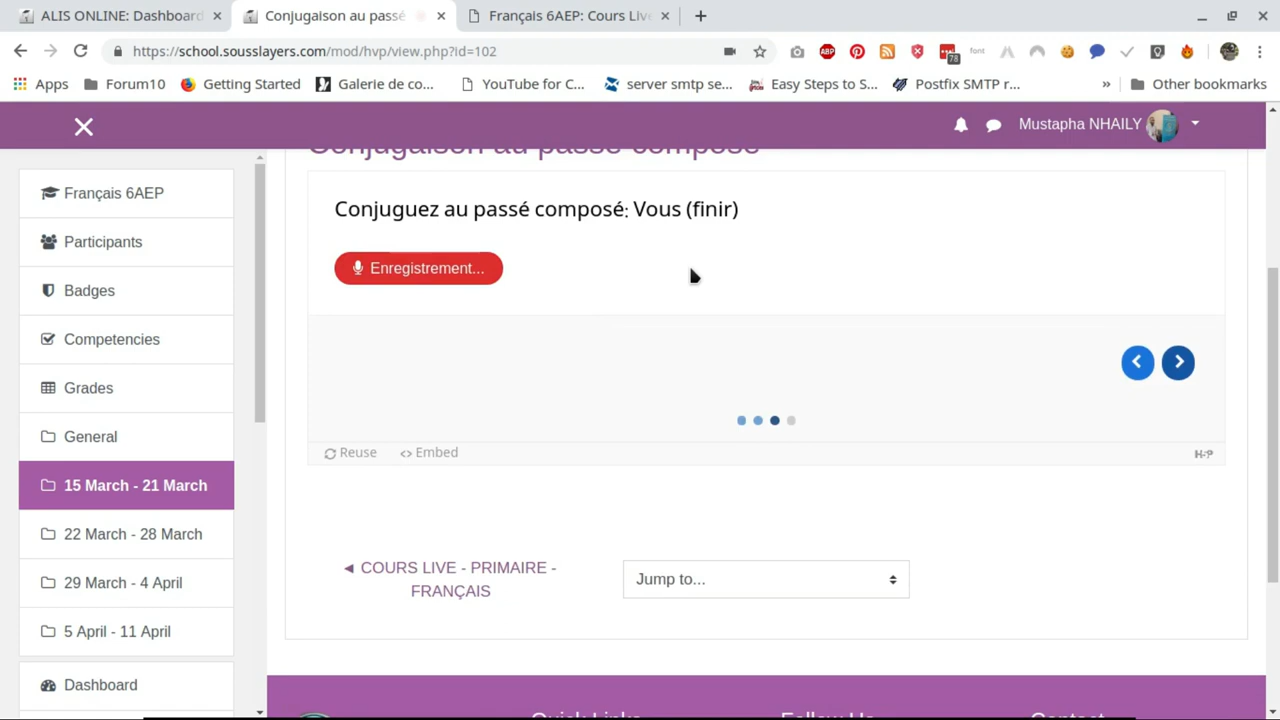 ALIS ONLINE: Dashboard
Conjugaison au passé
Français 6AEP: Cours Live
https://school.sousslayers.com/mod/hvp/view.php?id=102
ABP
78
font
Apps
Forum10
Getting Started
Galerie de co...
YouTube for C...
server smtp se...
Easy Steps to S...
Postfix SMTP r...
»
Other bookmarks
Mustapha NHAILY
Français 6AEP
Participants
Badges
Competencies
Grades
General
15 March - 21 March
22 March - 28 March
29 March - 4 April
5 April - 11 April
Dashboard
Conjugaison au passé composé
Conjuguez au passé composé: Vous (finir)
Enregistrement...
Reuse
<> Embed
H-P
◄ COURS LIVE - PRIMAIRE -
FRANÇAIS
Jump to...
Quick Links
Follow Us
Contact